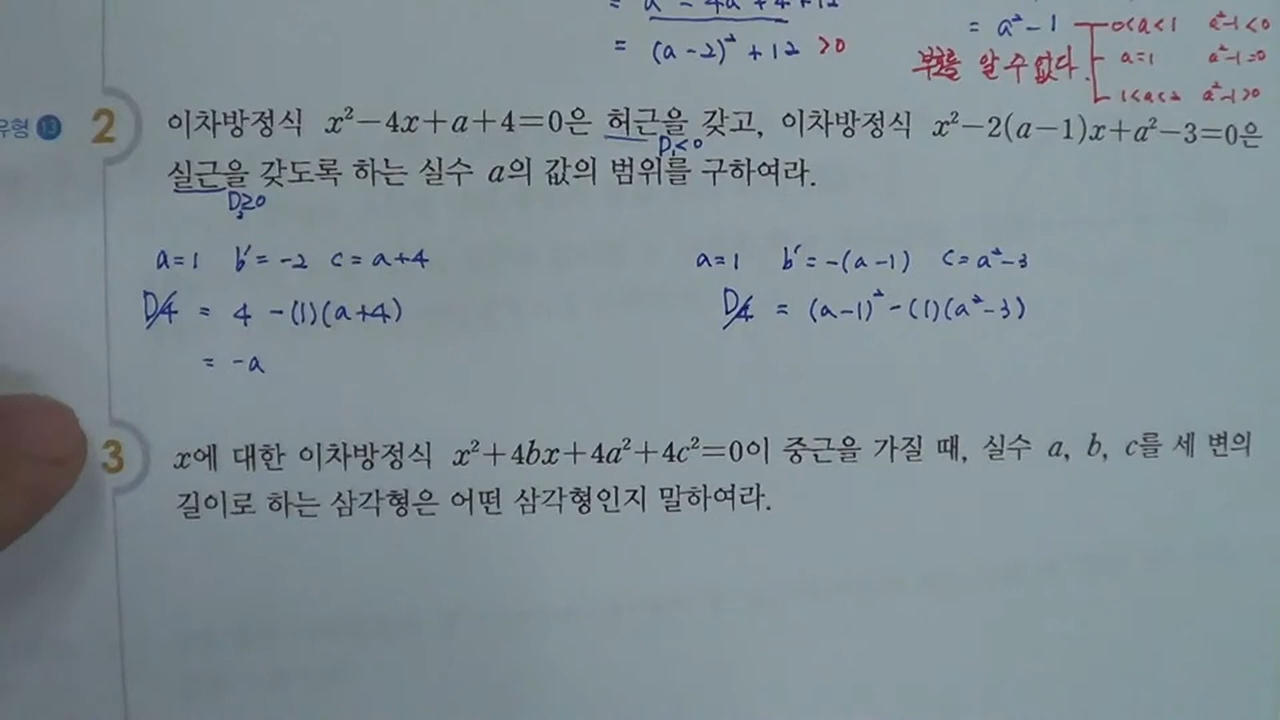 = a² - 4a + 4 + 12
= (a-2)² + 12 >0
= a² - 1 0<a<1 a²-1<0
부호를 알 수 없다. a=1 a²-1=0
1<a<2 a²-1>0
유형 13 2 이차방정식 x²-4x+a+4=0은 허근을 갖고, 이차방정식 x²-2(a-1)x+a²-3=0은
D₁<0
실근을 갖도록 하는 실수 a의 값의 범위를 구하여라.
D₂≥0
a=1 b'=-2 c=a+4
D/4 = 4 -(1)(a+4)
= -a
a=1 b'=-(a-1) c=a²-3
D/4 = (a-1)² -(1)(a²-3)
3 x에 대한 이차방정식 x²+4bx+4a²+4c²=0이 중근을 가질 때, 실수 a, b, c를 세 변의
길이로 하는 삼각형은 어떤 삼각형인지 말하여라.